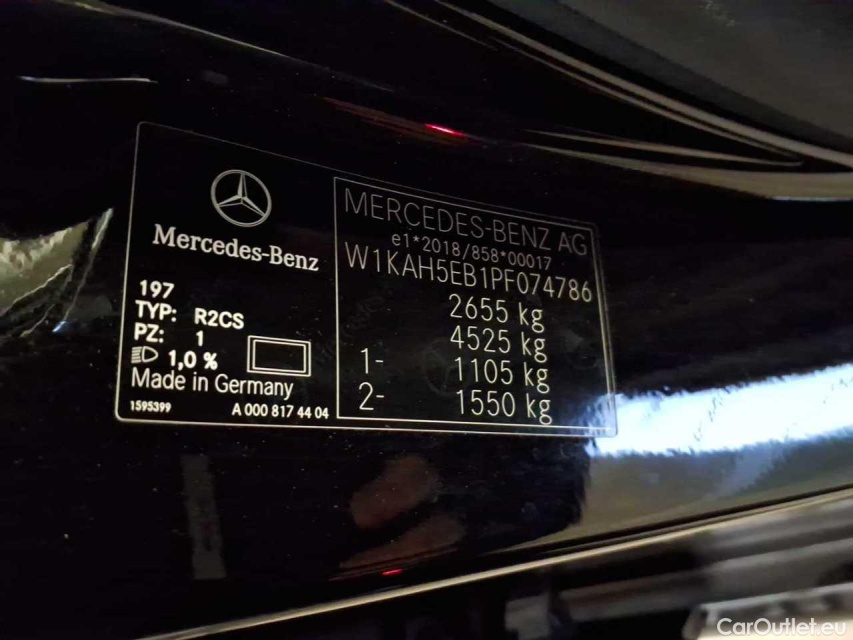 Mercedes-Benz
197
TYP: R2CS
PZ: 1
1,0 %
Made in Germany
1595399
A 000 817 44 04
MERCEDES-BENZ AG
e1*2018/858*00017
W1KAH5EB1PF074786
2655 kg
4525 kg
1- 1105 kg
2- 1550 kg
CarOutlet.eu